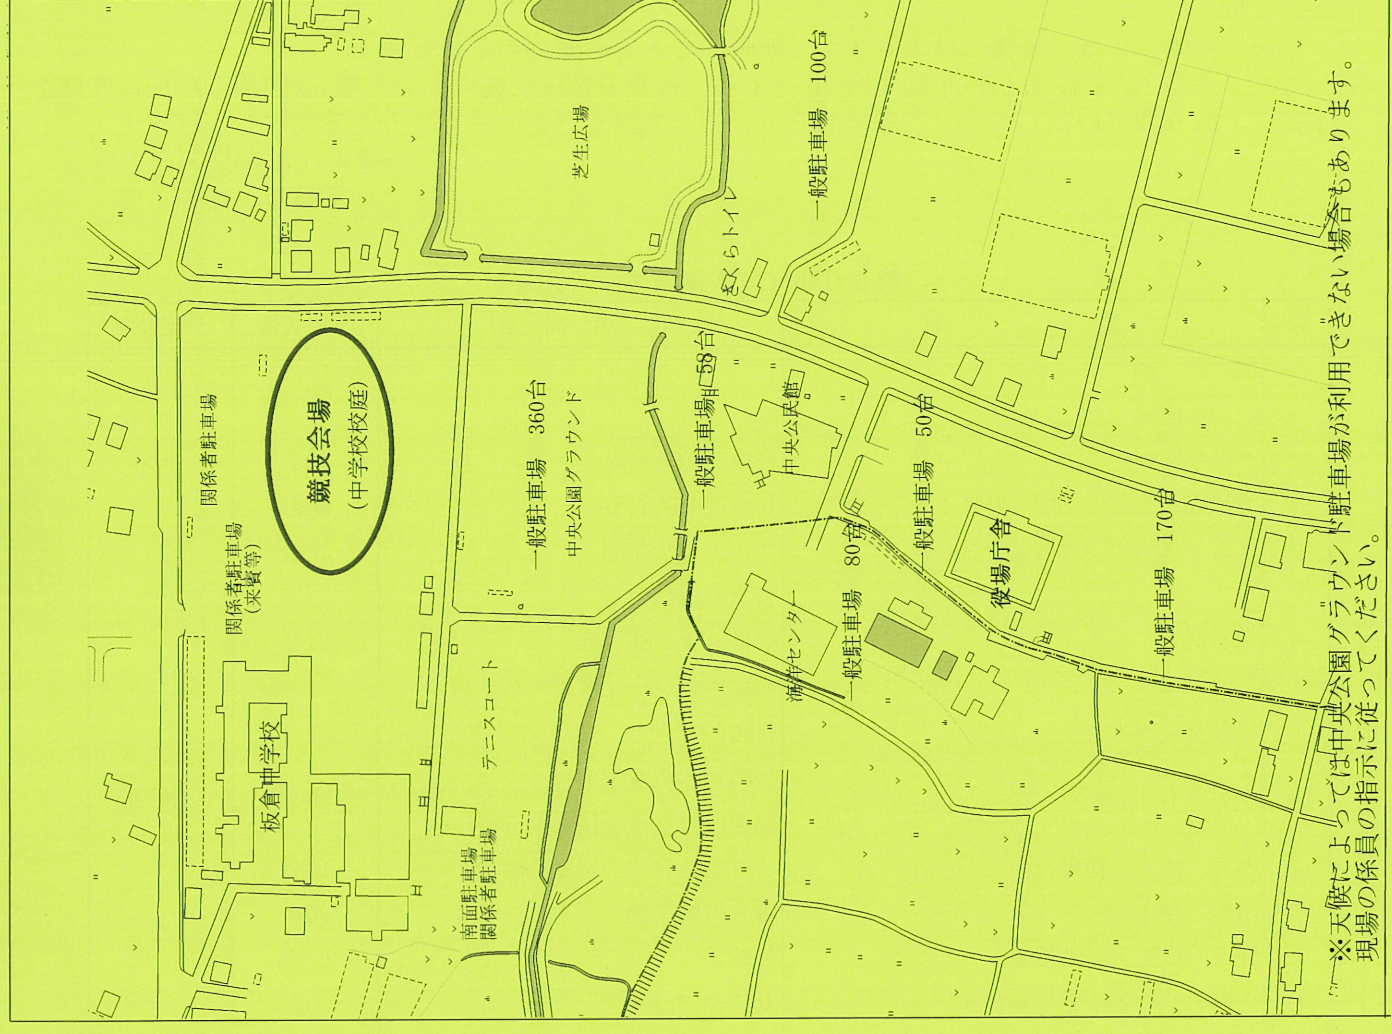 関係者駐車場
関係者駐車場
(来賓等)
競技会場
(中学校校庭)
板倉中学校
南面駐車場
関係者駐車場
テニスコート
一般駐車場 360台
中央公園グラウンド
芝生広場
一般駐車場 58台
さくらトイレ
中央公民館
一般駐車場 100台
海洋センター
一般駐車場 80台
一般駐車場 50台
役場庁舎
一般駐車場 170台
※天候によっては中央公園グラウンド駐車場が利用できない場合もあります。
現場の係員の指示に従ってください。